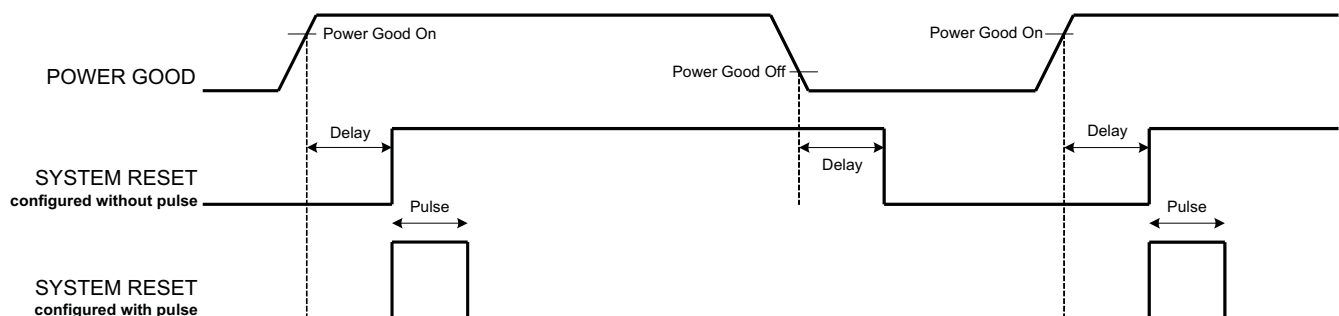 Power Good On
Power Good On
POWER GOOD
Power Good Off
Delay
Delay
Delay
SYSTEM RESET
configured without pulse
Pulse
Pulse
SYSTEM RESET
configured with pulse